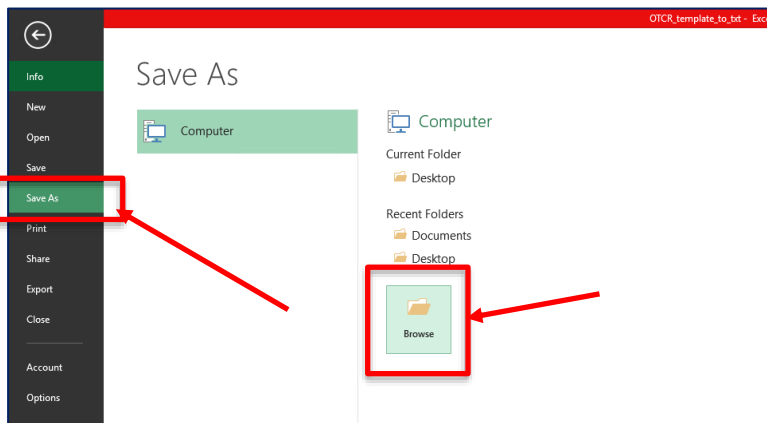 OTCR_template_to_txt - Exc
Info
New
Open
Save
Save As
Print
Share
Export
Close
Account
Options
Save As
Computer
Computer
Current Folder
Desktop
Recent Folders
Documents
Desktop
Browse